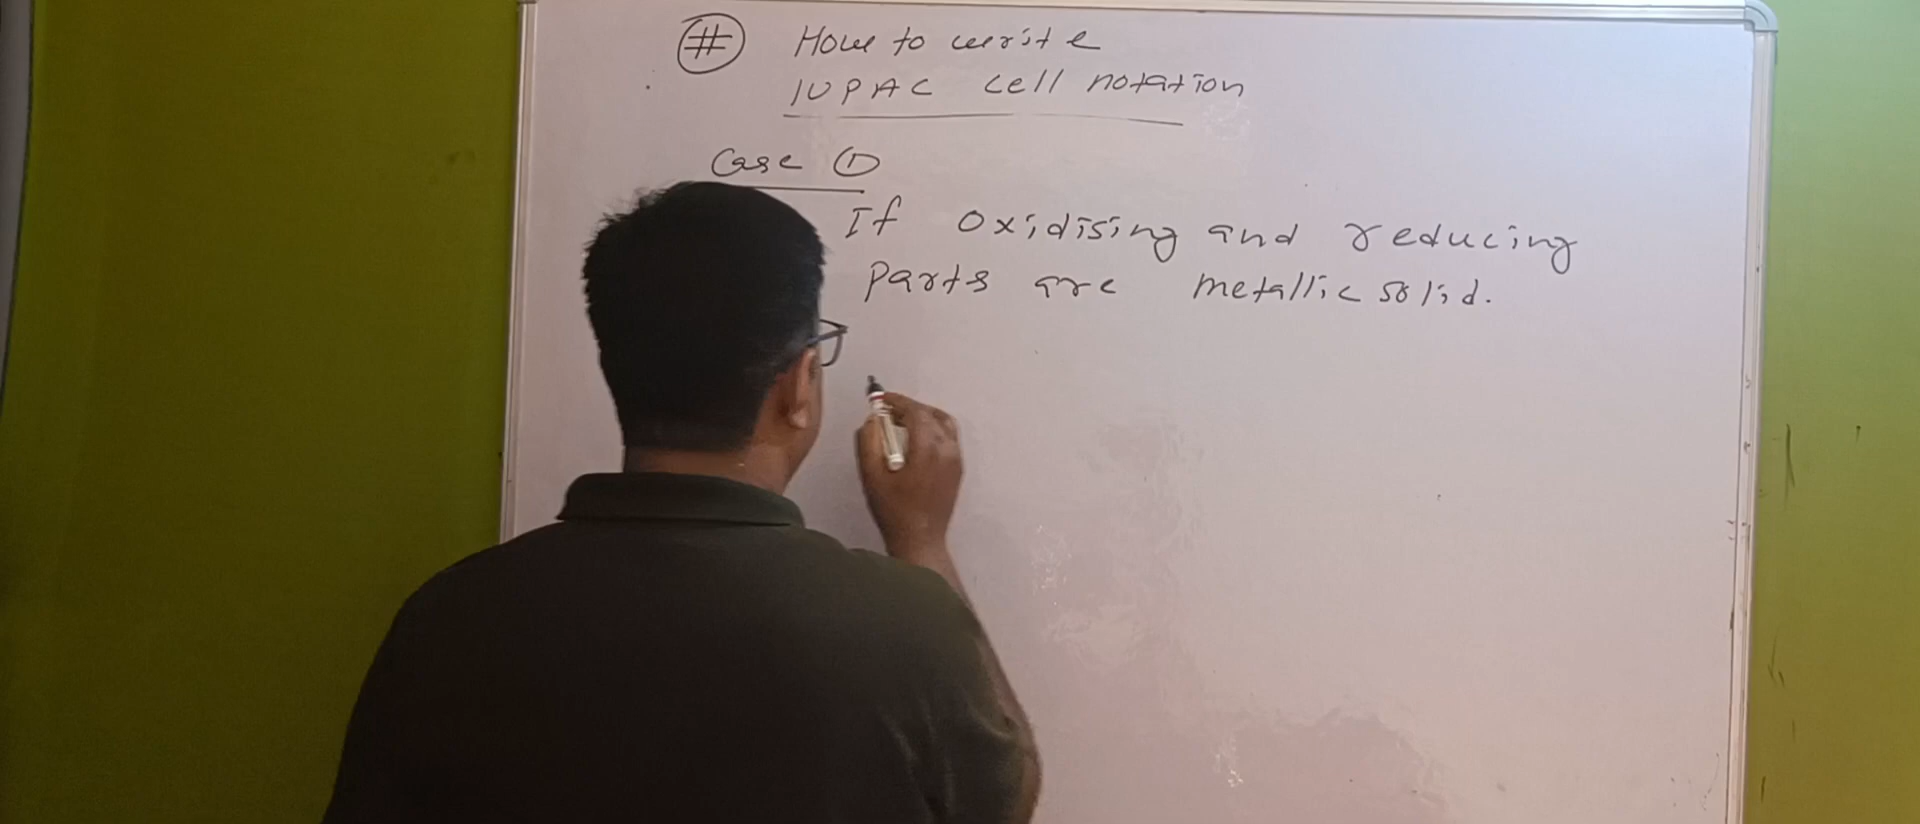 # How to write
IUPAC cell notation
Case ①
If oxidising and reducing
parts are metallic solid.